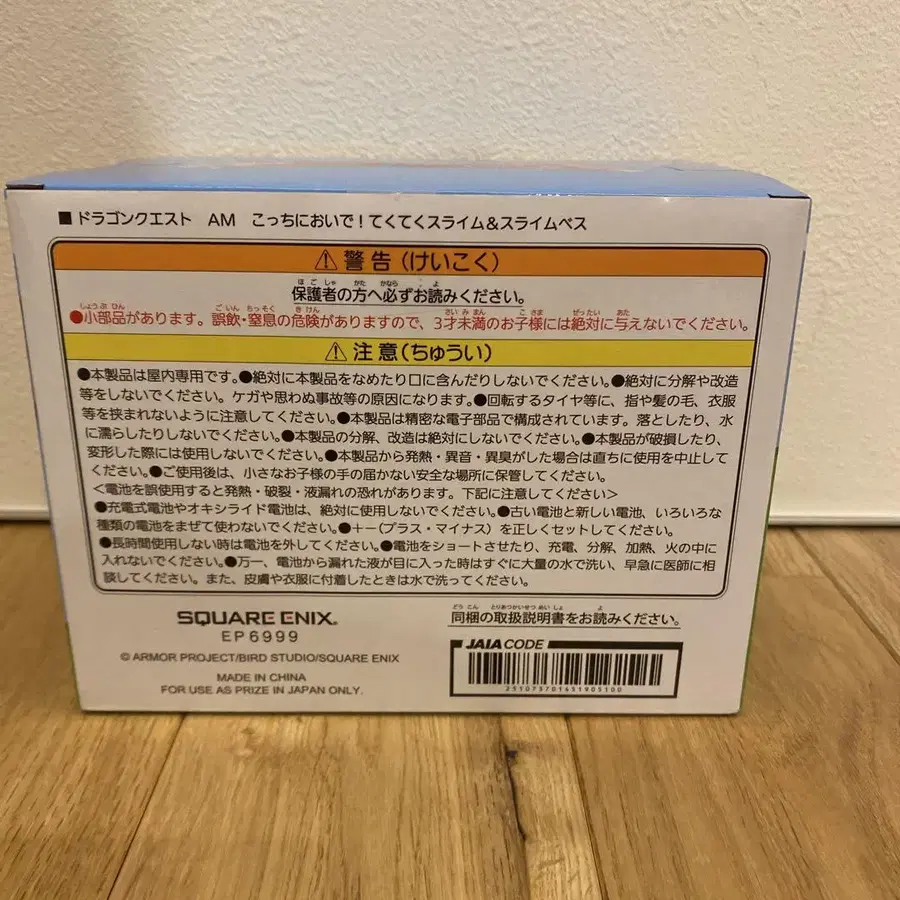 ■ドラゴンクエスト AM こっちにおいで！てくてくスライム＆スライムベス
⚠警告(けいこく)
保護者の方へ必ずお読みください。
●小部品があります。誤飲・窒息の危険がありますので、3才未満のお子様には絶対に与えないでください。
⚠注意(ちゅうい)
●本製品は屋内専用です。●絶対に本製品をなめたり口に含んだりしないでください。●絶対に分解や改造
等をしないでください。ケガや思わぬ事故等の原因になります。●回転するタイヤ等に、指や髪の毛、衣服
等を挟まれないように注意してください。●本製品は精密な電子部品で構成されています。落としたり、水
に濡らしたりしないでください。●本製品の分解、改造は絶対にしないでください。●本製品が破損したり、
変形した際には使用しないでください。●本製品から発熱・異音・異臭がした場合は直ちに使用を中止して
ください。●ご使用後は、小さなお子様の手の届かない安全な場所に保管してください。
＜電池を誤使用すると発熱・破裂・液漏れの恐れがあります。下記に注意してください＞
●充電式電池やオキシライド電池は、絶対に使用しないでください。●古い電池と新しい電池、いろいろな
種類の電池をまぜて使わないでください。●＋－(プラス・マイナス)を正しくセットしてください。
●長時間使用しない時は電池を外してください。●電池をショートさせたり、充電、分解、加熱、火の中に
入れないでください。●万一、電池から漏れた液が目に入った時はすぐに大量の水で洗い、早急に医師に相
談してください。また、皮膚や衣服に付着したときは水で洗ってください。
SQUARE ENIX.
EP6999
© ARMOR PROJECT/BIRD STUDIO/SQUARE ENIX
MADE IN CHINA
FOR USE AS PRIZE IN JAPAN ONLY.
同梱の取扱説明書をお読みください。
JAIA CODE
251075701451905100